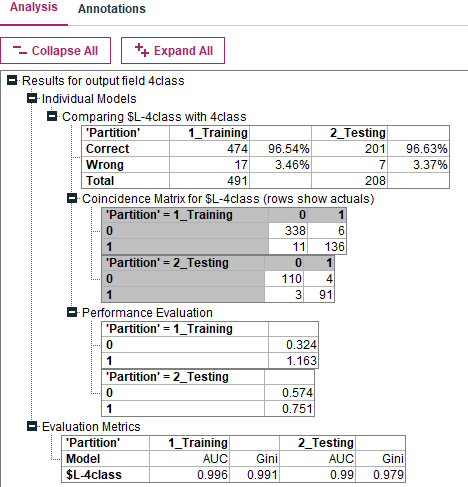 Analysis Annotations
Collapse All Expand All
Results for output field 4class
Individual Models
Comparing $L-4class with 4class
'Partition' 1_Training 2_Testing
Correct 474 96.54% 201 96.63%
Wrong 17 3.46% 7 3.37%
Total 491 208
Coincidence Matrix for $L-4class (rows show actuals)
'Partition' = 1_Training 0 1
0 338 6
1 11 136
'Partition' = 2_Testing 0 1
0 110 4
1 3 91
Performance Evaluation
'Partition' = 1_Training
0 0.324
1 1.163
'Partition' = 2_Testing
0 0.574
1 0.751
Evaluation Metrics
'Partition' 1_Training 2_Testing
Model AUC Gini AUC Gini
$L-4class 0.996 0.991 0.99 0.979